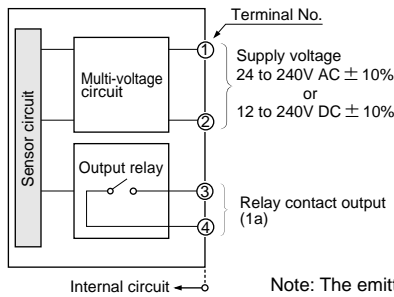 Terminal No.
Sensor circuit
Multi-voltage
circuit
1
2
Supply voltage
24 to 240V AC ± 10%
or
12 to 240V DC ± 10%
Output relay
3
4
Relay contact output
(1a)
Internal circuit
Note: The emitt